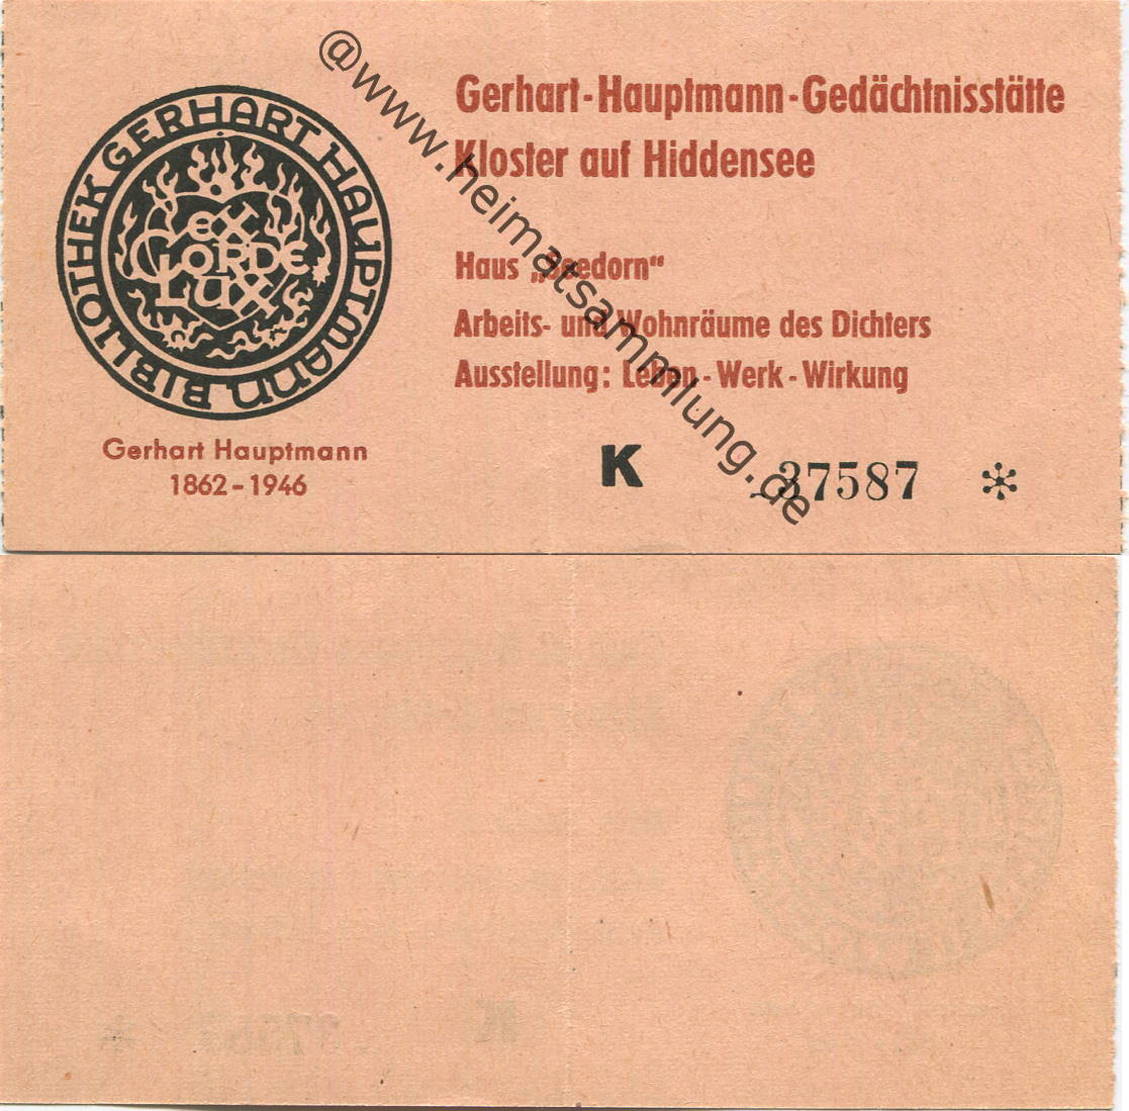 @www.heimatsammlung.de
BIBLIOTHEK GERHART HAUPTMANN
ex
CORDE
LUX
Gerhart Hauptmann
1862 - 1946
Gerhart-Hauptmann-Gedächtnisstätte
Kloster auf Hiddensee
Haus „Seedorn“
Arbeits- und Wohnräume des Dichters
Ausstellung: Leben - Werk - Wirkung
K 37587 *